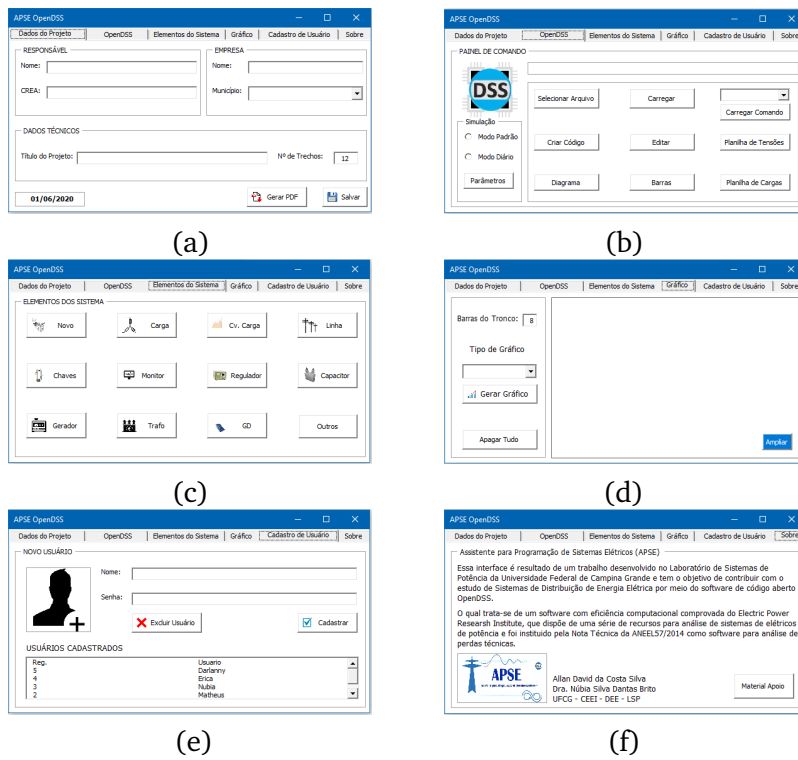 APSE OpenDSS
Dados do Projeto OpenDSS Elementos do Sistema Gráfico Cadastro de Usuário Sobre
RESPONSÁVEL
Nome:
CREA:
EMPRESA
Nome:
Município:
DADOS TÉCNICOS
Título do Projeto: Nº de Trechos: 12
01/06/2020 Gerar PDF Salvar
(a)
APSE OpenDSS
Dados do Projeto OpenDSS Elementos do Sistema Gráfico Cadastro de Usuário Sobre
PAINEL DE COMANDO
DSS
Simulação
Modo Padrão
Modo Diário
Parâmetros
Selecionar Arquivo Carregar
Carregar Comando
Criar Código Editar Planilha de Tensões
Diagrama Barras Planilha de Cargas
(b)
APSE OpenDSS
Dados do Projeto OpenDSS Elementos do Sistema Gráfico Cadastro de Usuário Sobre
ELEMENTOS DOS SISTEMA
Novo Carga Cv. Carga Linha
Chaves Monitor Regulador Capacitor
Gerador Trafo GD Outros
(c)
APSE OpenDSS
Dados do Projeto OpenDSS Elementos do Sistema Gráfico Cadastro de Usuário Sobre
Barras do Tronco: 8
Tipo de Gráfico
Gerar Gráfico
Apagar Tudo
Ampliar
(d)
APSE OpenDSS
Dados do Projeto OpenDSS Elementos do Sistema Gráfico Cadastro de Usuário Sobre
NOVO USUÁRIO
Nome:
Senha:
Excluir Usuário Cadastrar
USUÁRIOS CADASTRADOS
Reg. Usuario
5 Darlanny
4 Erica
3 Nubia
2 Matheus
(e)
APSE OpenDSS
Dados do Projeto OpenDSS Elementos do Sistema Gráfico Cadastro de Usuário Sobre
Assistente para Programação de Sistemas Elétricos (APSE)
Essa interface é resultado de um trabalho desenvolvido no Laboratório de Sistemas de
Potência da Universidade Federal de Campina Grande e tem o objetivo de contribuir com o
estudo de Sistemas de Distribuição de Energia Elétrica por meio do software de código aberto
OpenDSS.
O qual trata-se de um software com eficiência computacional comprovada do Electric Power
Researsh Institute, que dispõe de uma série de recursos para análise de sistemas de elétricos
de potência e foi instituido pela Nota Técnica da ANEEL57/2014 como software para análise de
perdas técnicas.
APSE
Allan David da Costa Silva
Dra. Núbia Silva Dantas Brito
UFCG - CEEI - DEE - LSP
Material Apoio
(f)